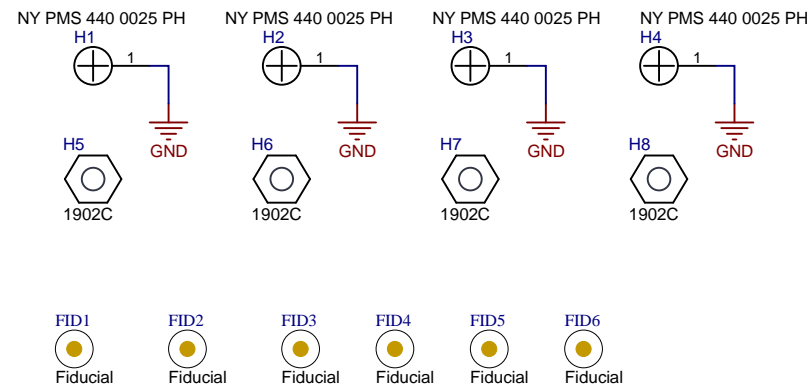 NY PMS 440 0025 PH NY PMS 440 0025 PH NY PMS 440 0025 PH NY PMS 440 0025 PH
H1 H2 H3 H4
1 1 1 1
GND GND GND GND
H5 H6 H7 H8
1902C 1902C 1902C 1902C
FID1 FID2 FID3 FID4 FID5 FID6
Fiducial Fiducial Fiducial Fiducial Fiducial Fiducial